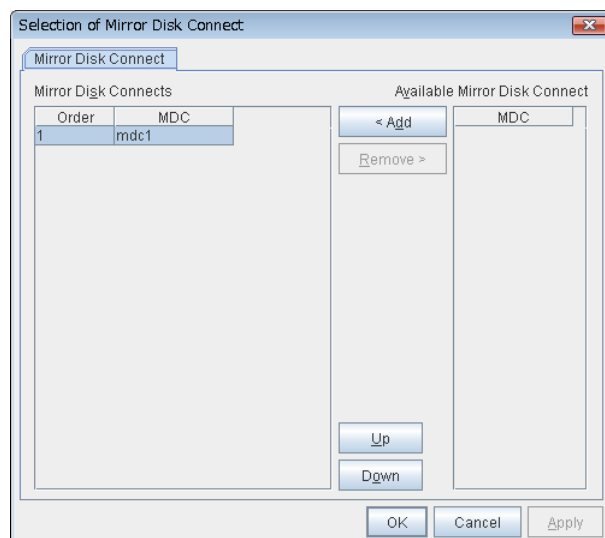 Selection of Mirror Disk Connect
Mirror Disk Connect
Mirror Disk Connects
Available Mirror Disk Connect
Order MDC
1 mdc1
< Add
Remove >
MDC
Up
Down
OK Cancel Apply